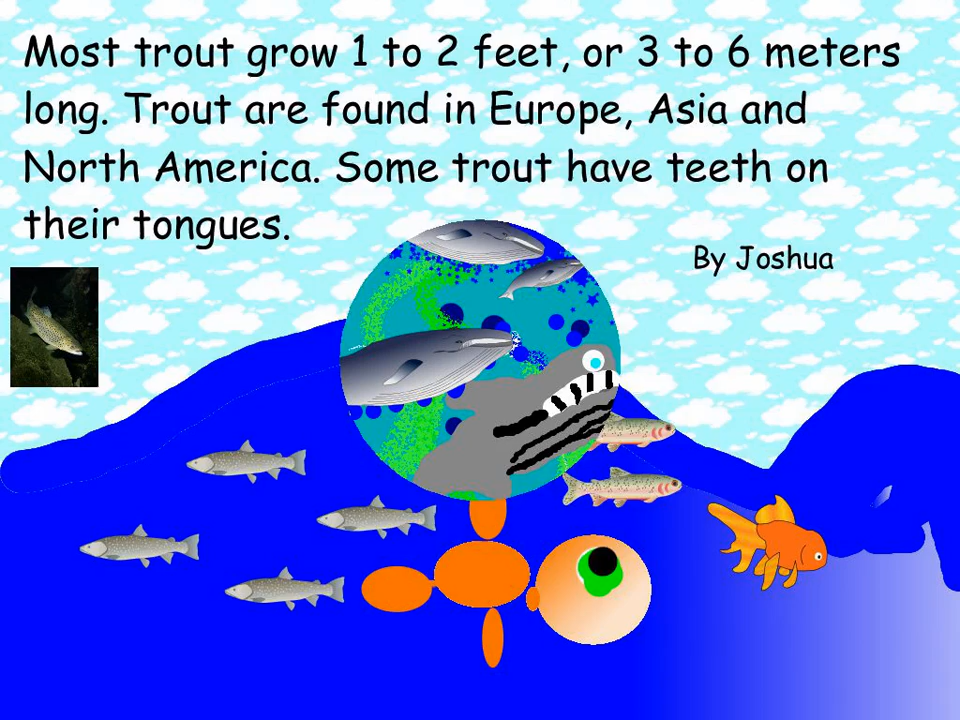 Most trout grow 1 to 2 feet, or 3 to 6 meters
long. Trout are found in Europe, Asia and
North America. Some trout have teeth on
their tongues.
By Joshua